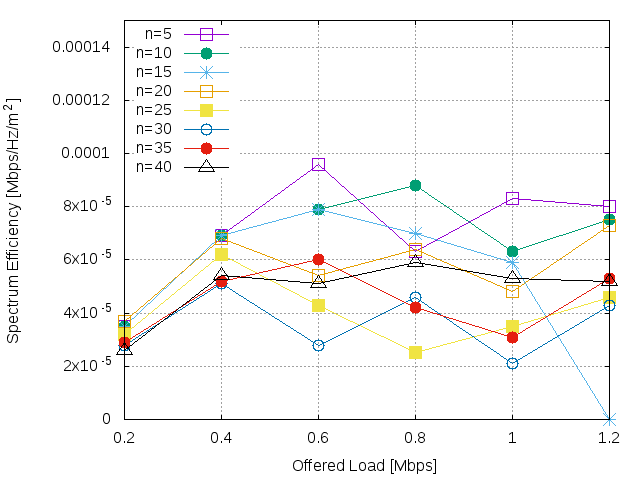 0.00014
0.00012
0.0001
8x10-5
6x10-5
4x10-5
2x10-5
0
Spectrum Efficiency [Mbps/Hz/m2]
n=5
n=10
n=15
n=20
n=25
n=30
n=35
n=40
0.2 0.4 0.6 0.8 1 1.2
Offered Load [Mbps]